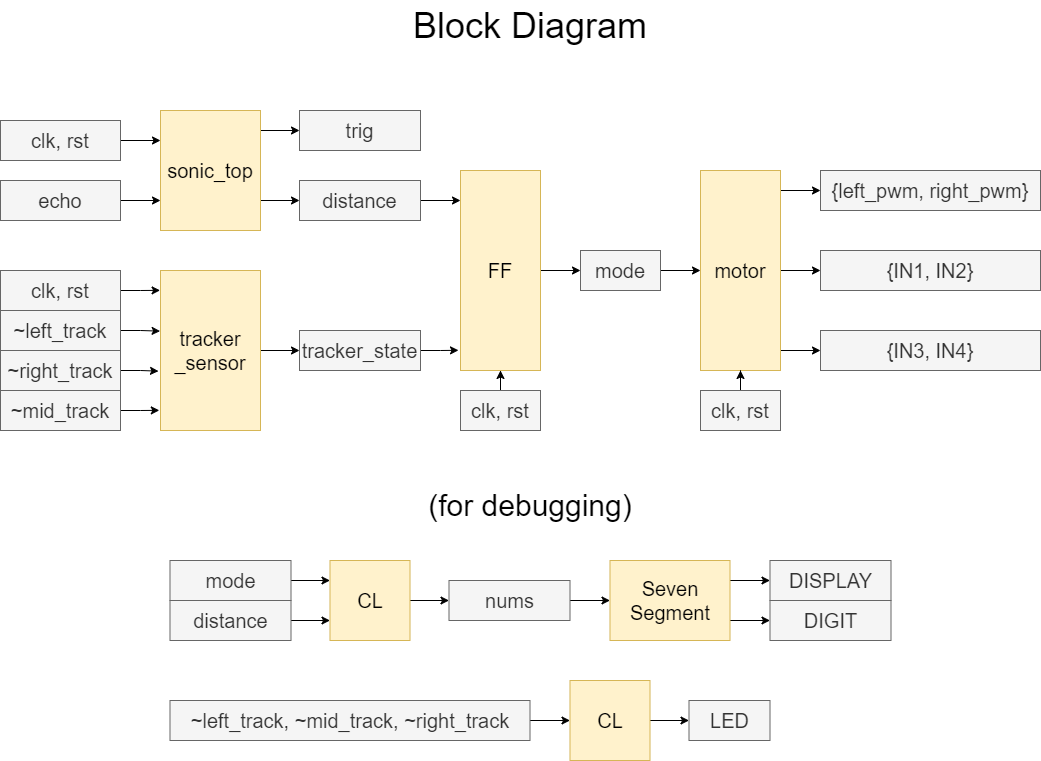 Block Diagram
clk, rst
echo
sonic_top
trig
distance
clk, rst
~left_track
~right_track
~mid_track
tracker
_sensor
tracker_state
FF
clk, rst
mode
motor
clk, rst
{left_pwm, right_pwm}
{IN1, IN2}
{IN3, IN4}
(for debugging)
mode
distance
CL
nums
Seven
Segment
DISPLAY
DIGIT
~left_track, ~mid_track, ~right_track
CL
LED